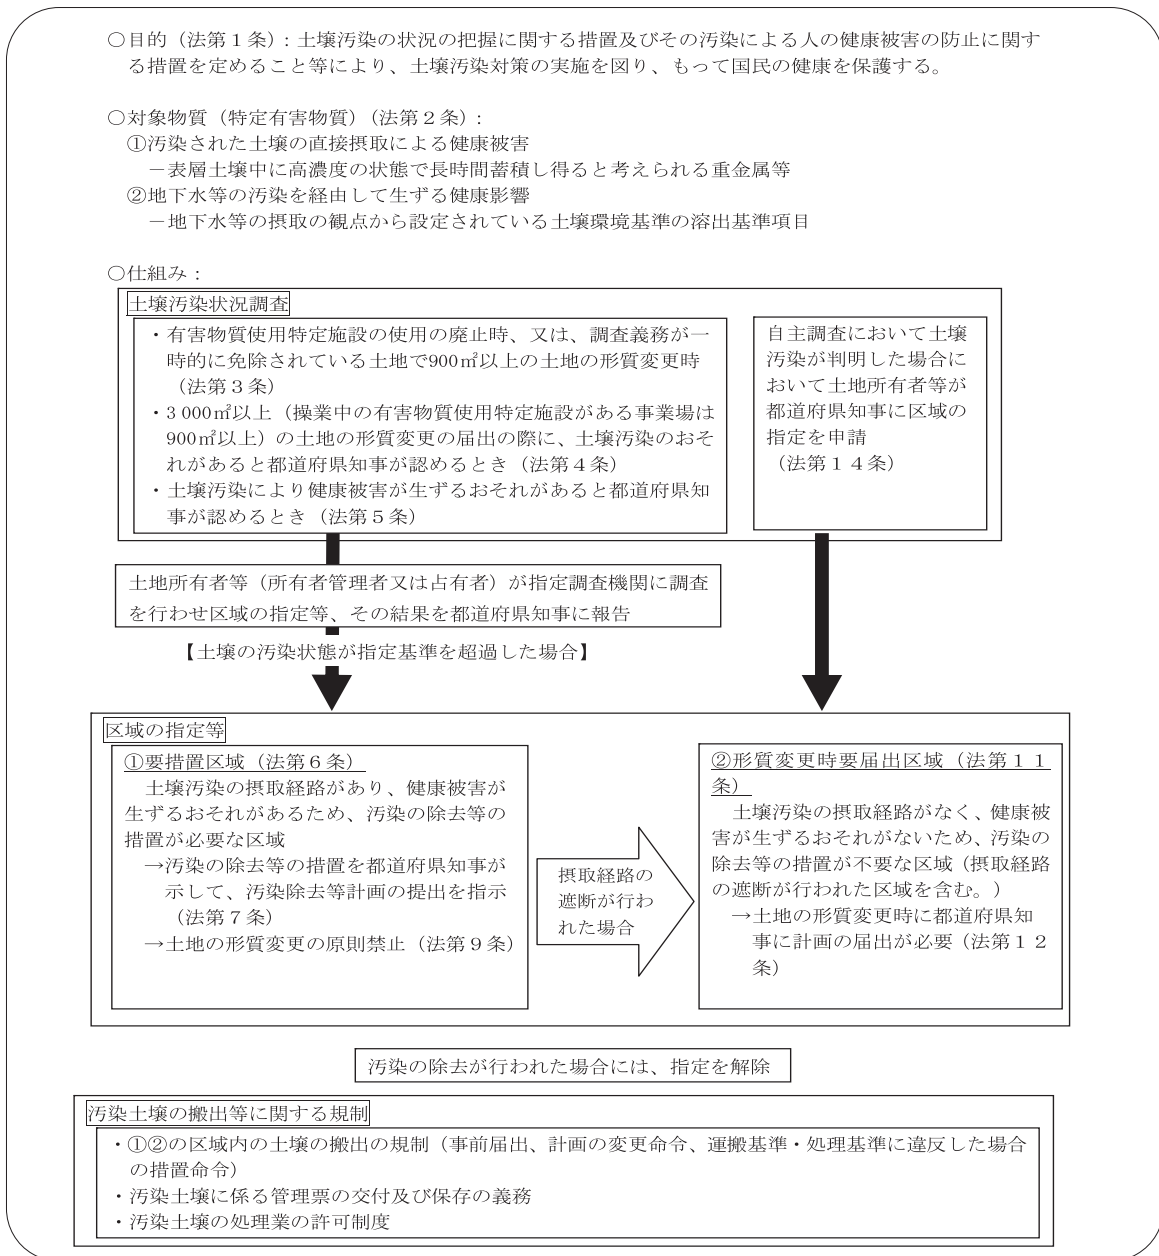 ○目的（法第１条）：土壌汚染の状況の把握に関する措置及びその汚染による人の健康被害の防止に関す
る措置を定めること等により、土壌汚染対策の実施を図り、もって国民の健康を保護する。
○対象物質（特定有害物質）（法第２条）：
①汚染された土壌の直接摂取による健康被害
－表層土壌中に高濃度の状態で長時間蓄積し得ると考えられる重金属等
②地下水等の汚染を経由して生ずる健康影響
－地下水等の摂取の観点から設定されている土壌環境基準の溶出基準項目
○仕組み：
土壌汚染状況調査
・有害物質使用特定施設の使用の廃止時、又は、調査義務が一
時的に免除されている土地で900㎡以上の土地の形質変更時
（法第３条）
・3 000㎡以上（操業中の有害物質使用特定施設がある事業場は
900㎡以上）の土地の形質変更の届出の際に、土壌汚染のおそ
れがあると都道府県知事が認めるとき（法第４条）
・土壌汚染により健康被害が生ずるおそれがあると都道府県知
事が認めるとき（法第５条）
自主調査において土壌
汚染が判明した場合に
おいて土地所有者等が
都道府県知事に区域の
指定を申請
（法第１４条）
土地所有者等（所有者管理者又は占有者）が指定調査機関に調査
を行わせ区域の指定等、その結果を都道府県知事に報告
【土壌の汚染状態が指定基準を超過した場合】
区域の指定等
①要措置区域（法第６条）
土壌汚染の摂取経路があり、健康被害が
生ずるおそれがあるため、汚染の除去等の
措置が必要な区域
→汚染の除去等の措置を都道府県知事が
示して、汚染除去等計画の提出を指示
（法第７条）
→土地の形質変更の原則禁止（法第９条）
摂取経路の
遮断が行わ
れた場合
②形質変更時要届出区域（法第１１
条）
土壌汚染の摂取経路がなく、健康被
害が生ずるおそれがないため、汚染の
除去等の措置が不要な区域（摂取経路
の遮断が行われた区域を含む。）
→土地の形質変更時に都道府県知
事に計画の届出が必要（法第１２
条）
汚染の除去が行われた場合には、指定を解除
汚染土壌の搬出等に関する規制
・①②の区域内の土壌の搬出の規制（事前届出、計画の変更命令、運搬基準・処理基準に違反した場合
の措置命令）
・汚染土壌に係る管理票の交付及び保存の義務
・汚染土壌の処理業の許可制度